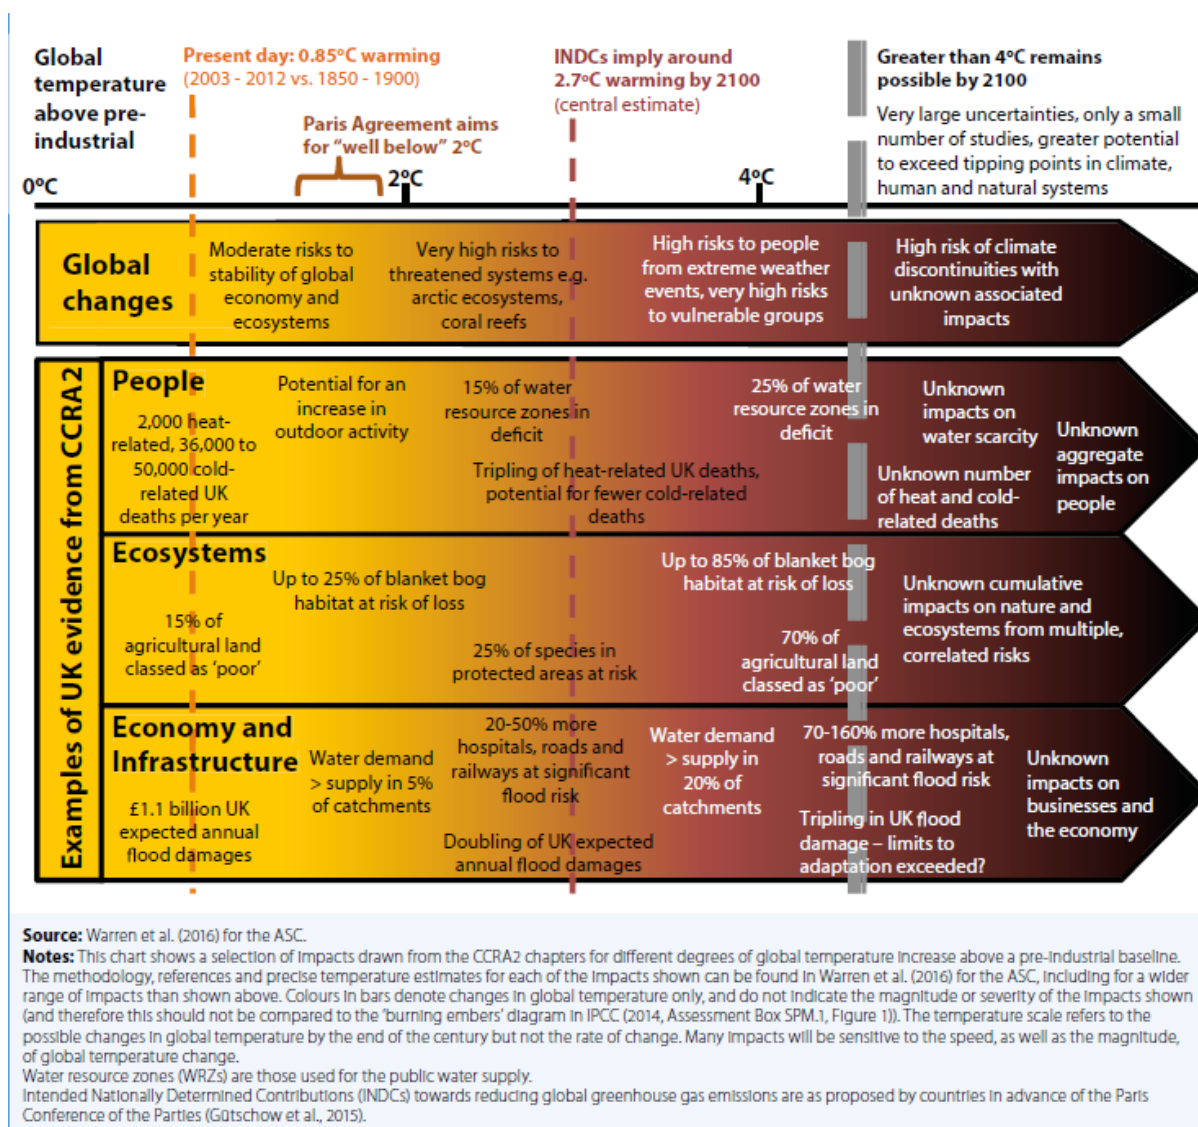 Global
temperature
above pre-
industrial
Present day: 0.85ºC warming
(2003 - 2012 vs. 1850 - 1900)
Paris Agreement aims
for “well below” 2ºC
INDCs imply around
2.7ºC warming by 2100
(central estimate)
Greater than 4ºC remains
possible by 2100
Very large uncertainties, only a small
number of studies, greater potential
to exceed tipping points in climate,
human and natural systems
0ºC
2ºC
4ºC
Global
changes
Moderate risks to
stability of global
economy and
ecosystems
Very high risks to
threatened systems e.g.
arctic ecosystems,
coral reefs
High risks to people
from extreme weather
events, very high risks
to vulnerable groups
High risk of climate
discontinuities with
unknown associated
impacts
Examples of UK evidence from CCRA2
People
2,000 heat-
related, 36,000 to
50,000 cold-
related UK
deaths per year
Potential for an
increase in
outdoor activity
15% of water
resource zones in
deficit
Tripling of heat-related UK deaths,
potential for fewer cold-related
deaths
25% of water
resource zones in
deficit
Unknown
impacts on
water scarcity
Unknown number
of heat and cold-
related deaths
Unknown
aggregate
impacts on
people
Ecosystems
15% of
agricultural land
classed as ‘poor’
Up to 25% of blanket bog
habitat at risk of loss
25% of species in
protected areas at risk
Up to 85% of blanket bog
habitat at risk of loss
70% of
agricultural land
classed as ‘poor’
Unknown cumulative
impacts on nature and
ecosystems from multiple,
correlated risks
Economy and
Infrastructure
£1.1 billion UK
expected annual
flood damages
Water demand
> supply in 5%
of catchments
20-50% more
hospitals, roads and
railways at significant
flood risk
Doubling of UK expected
annual flood damages
Water demand
> supply in
20% of
catchments
70-160% more hospitals,
roads and railways at
significant flood risk
Tripling in UK flood
damage – limits to
adaptation exceeded?
Unknown
impacts on
businesses and
the economy
Source: Warren et al. (2016) for the ASC.
Notes: This chart shows a selection of impacts drawn from the CCRA2 chapters for different degrees of global temperature increase above a pre-industrial baseline.
The methodology, references and precise temperature estimates for each of the impacts shown can be found in Warren et al. (2016) for the ASC, including for a wider
range of impacts than shown above. Colours in bars denote changes in global temperature only, and do not indicate the magnitude or severity of the impacts shown
(and therefore this should not be compared to the ‘burning embers’ diagram in IPCC (2014, Assessment Box SPM.1, Figure 1)). The temperature scale refers to the
possible changes in global temperature by the end of the century but not the rate of change. Many impacts will be sensitive to the speed, as well as the magnitude,
of global temperature change.
Water resource zones (WRZs) are those used for the public water supply.
Intended Nationally Determined Contributions (INDCs) towards reducing global greenhouse gas emissions are as proposed by countries in advance of the Paris
Conference of the Parties (Gütschow et al., 2015).